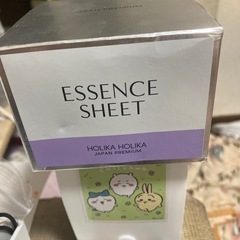 ESSENCE
SHEET
HOLIKA HOLIKA
JAPAN PREMIUM